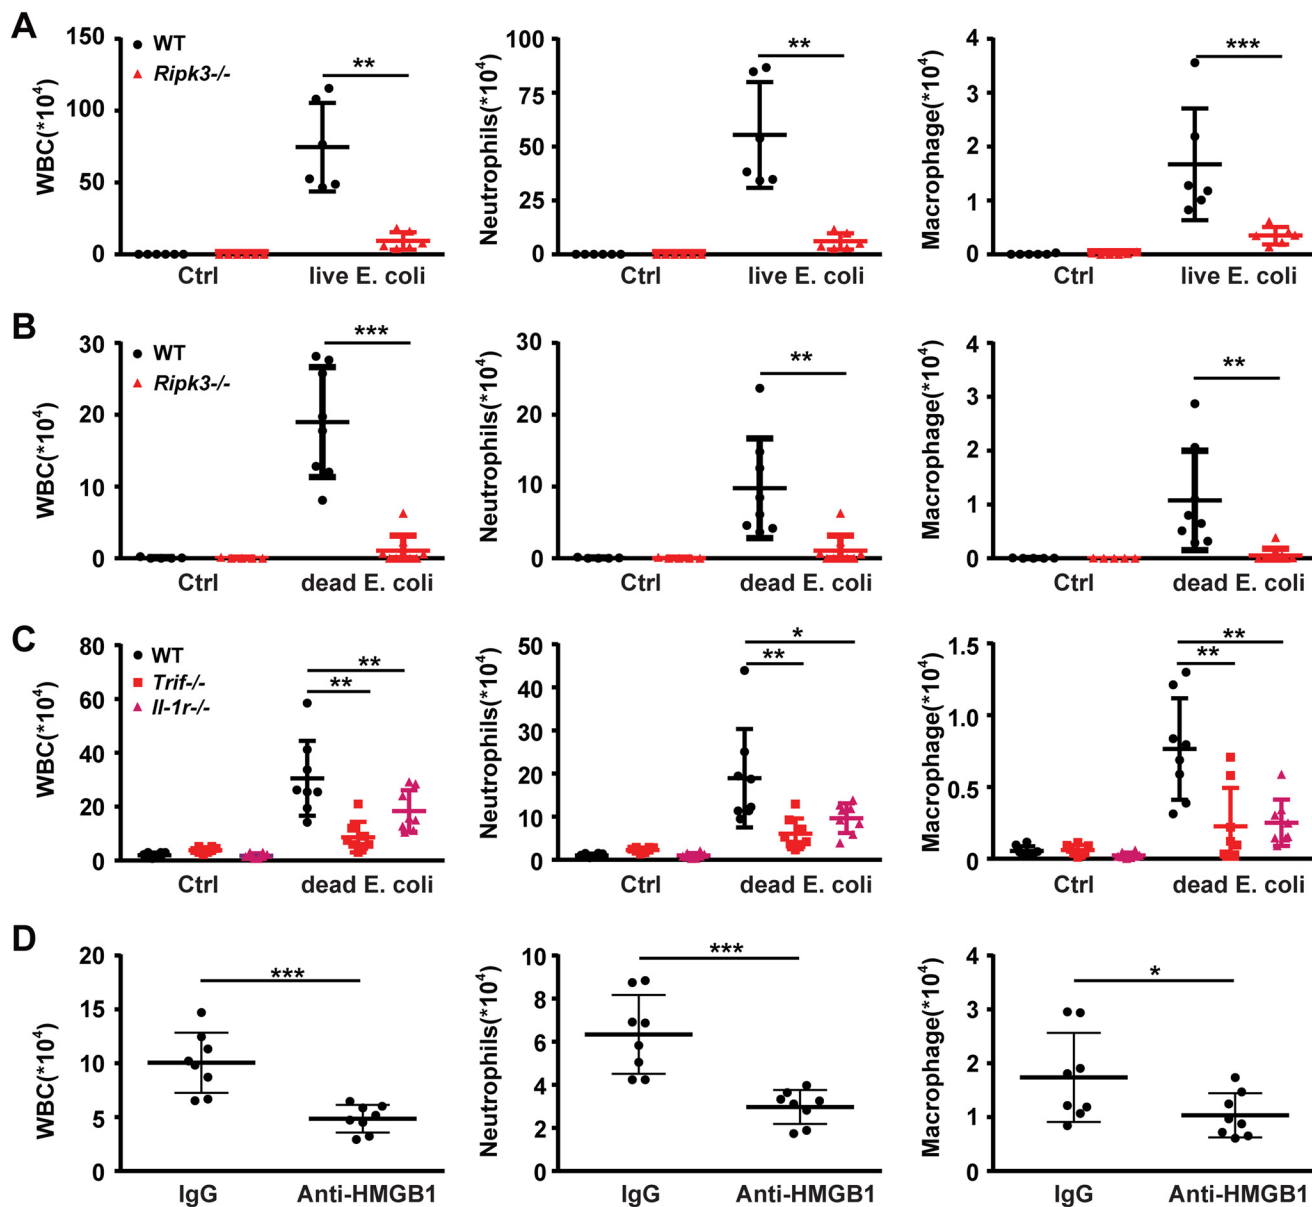 A
WBC(*10⁴)
150
100
50
0
WT
Ripk3-/-
**
Ctrl
live E. coli
Neutrophils(*10⁴)
100
75
50
25
0
**
Ctrl
live E. coli
Macrophage(*10⁴)
4
3
2
1
0
***
Ctrl
live E. coli
B
WBC(*10⁴)
30
20
10
0
WT
Ripk3-/-
***
Ctrl
dead E. coli
Neutrophils(*10⁴)
30
20
10
0
**
Ctrl
dead E. coli
Macrophage(*10⁴)
4
3
2
1
0
**
Ctrl
dead E. coli
C
WBC(*10⁴)
80
60
40
20
0
WT
Trif-/-
Il-1r-/-
**
**
Ctrl
dead E. coli
Neutrophils(*10⁴)
50
40
30
20
10
0
*
**
Ctrl
dead E. coli
Macrophage(*10⁴)
1.5
1.0
0.5
0
**
**
Ctrl
dead E. coli
D
WBC(*10⁴)
20
15
10
5
0
***
IgG
Anti-HMGB1
Neutrophils(*10⁴)
10
8
6
4
2
0
***
IgG
Anti-HMGB1
Macrophage(*10⁴)
4
3
2
1
0
*
IgG
Anti-HMGB1